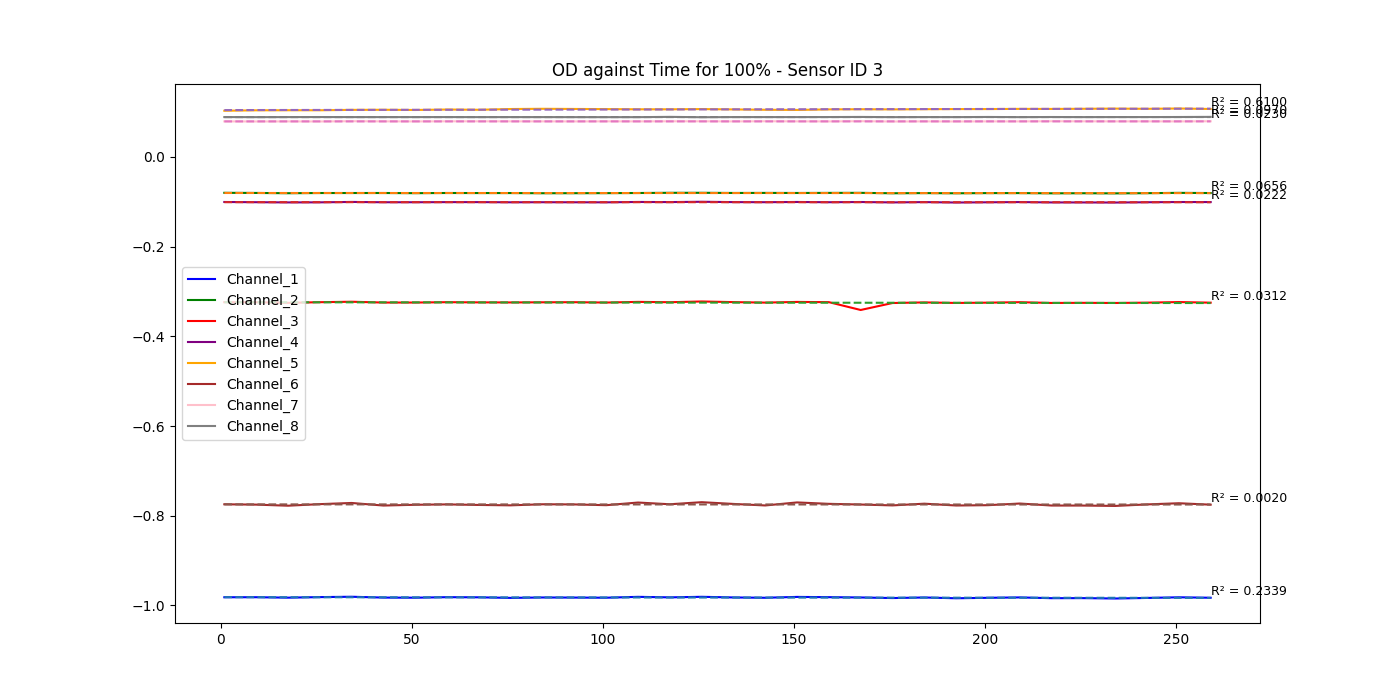 OD against Time for 100% - Sensor ID 3
R² = 0.6100
R² = 0.0230
0.0
R² = 0.0656
R² = 0.0222
−0.2
Channel_1
Channel_2
R² = 0.0312
Channel_3
−0.4
Channel_4
Channel_5
Channel_6
Channel_7
Channel_8
−0.6
R² = 0.0020
−0.8
R² = 0.2339
−1.0
0 50 100 150 200 250